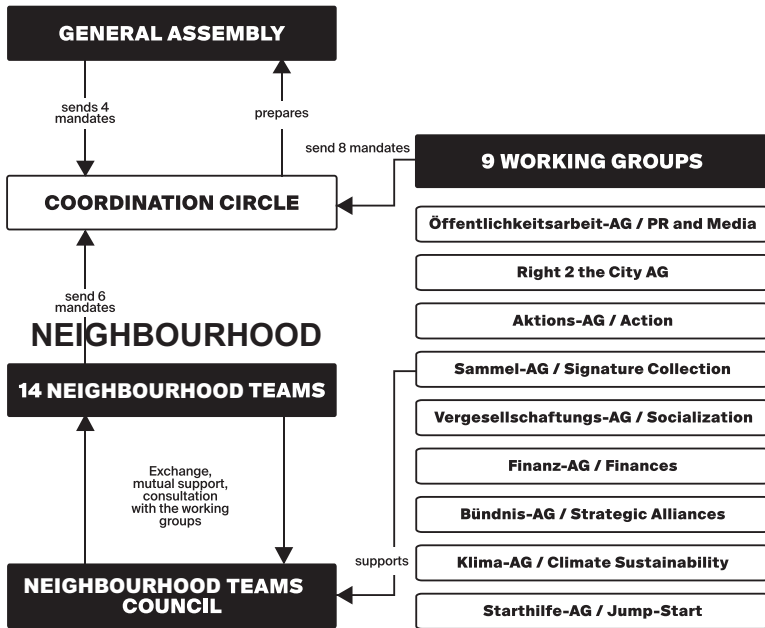 GENERAL ASSEMBLY
sends 4
mandates
prepares
send 8 mandates
9 WORKING GROUPS
COORDINATION CIRCLE
Öffentlichkeitsarbeit-AG / PR and Media
Right 2 the City AG
Aktions-AG / Action
Sammel-AG / Signature Collection
Vergesellschaftungs-AG / Socialization
Finanz-AG / Finances
Bündnis-AG / Strategic Alliances
Klima-AG / Climate Sustainability
Starthilfe-AG / Jump-Start
send 6
mandates
NEIGHBOURHOOD
14 NEIGHBOURHOOD TEAMS
Exchange,
mutual support,
consultation
with the working
groups
supports
NEIGHBOURHOOD TEAMS
COUNCIL